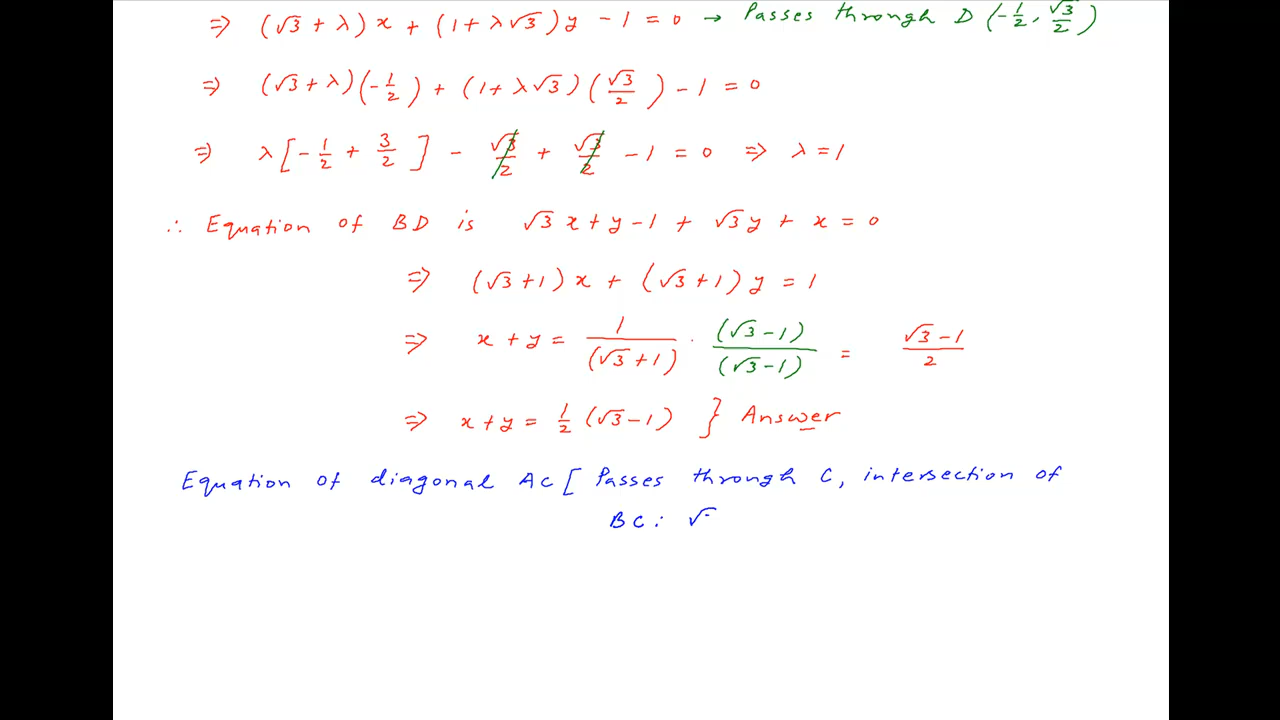 ⇒ (√3 + λ) x + (1 + λ√3) y - 1 = 0 → Passes through D (-1/2, √3/2)
⇒ (√3 + λ)(-1/2) + (1 + λ√3)(√3/2) - 1 = 0
⇒ λ[-1/2 + 3/2] - √3/2 + √3/2 - 1 = 0 ⇒ λ = 1
∴ Equation of BD is √3 x + y - 1 + √3 y + x = 0
⇒ (√3 + 1) x + (√3 + 1) y = 1
⇒ x + y = 1/(√3 + 1) · (√3 - 1)/(√3 - 1) = (√3 - 1)/2
⇒ x + y = 1/2 (√3 - 1) } Answer
Equation of diagonal AC [ Passes through C, intersection of
BC: √